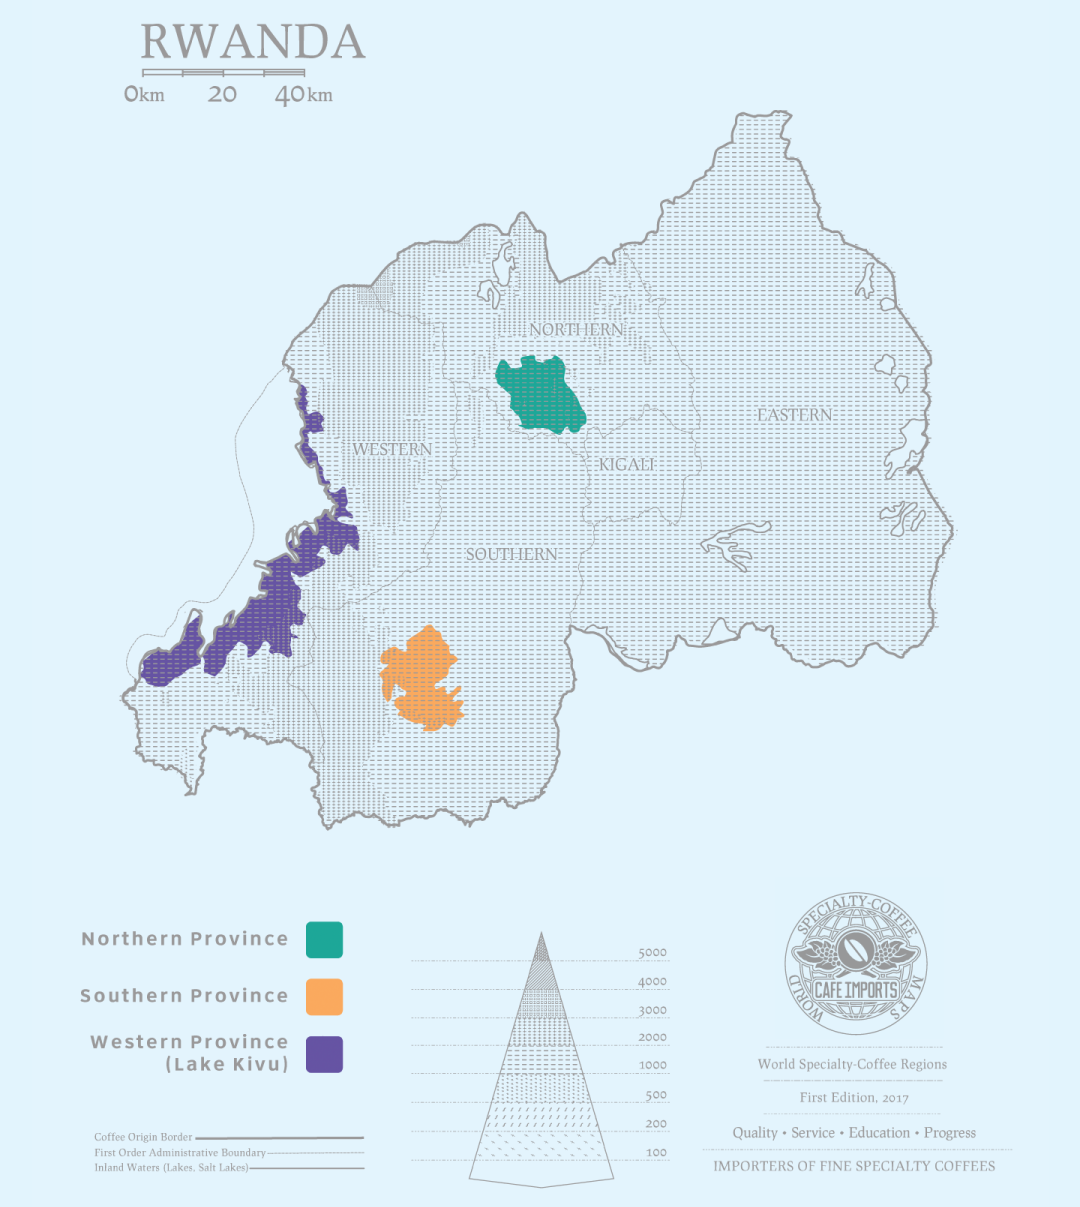 RWANDA
0km 20 40km
NORTHERN
EASTERN
WESTERN
KIGALI
SOUTHERN
Northern Province
Southern Province
Western Province
(Lake Kivu)
Coffee Origin Border
First Order Administrative Boundary
Inland Waters (Lakes, Salt Lakes)
5000
4000
3000
2000
1000
500
200
100
SPECIALTY-COFFEE
WORLD MAPS
CAFE IMPORTS
World Specialty-Coffee Regions
First Edition, 2017
Quality • Service • Education • Progress
IMPORTERS OF FINE SPECIALTY COFFEES